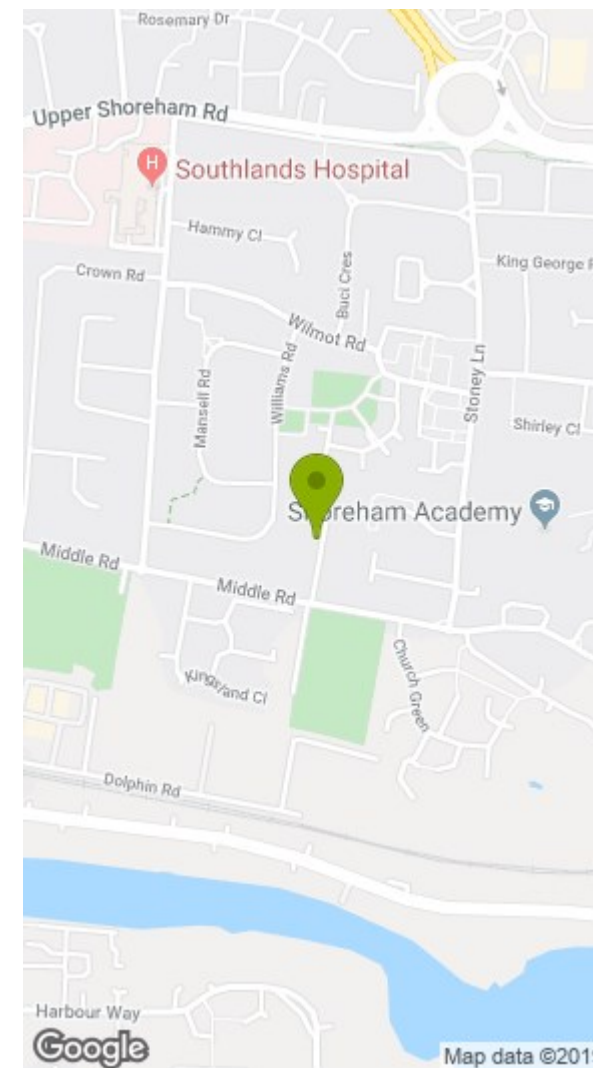 Rosemary Dr
Upper Shoreham Rd
H
Southlands Hospital
Hammy Cl
Buci Cres
King George R
Crown Rd
Wilmot Rd
Williams Rd
Mansell Rd
Stoney Ln
Shirley Cl
Shoreham Academy
Middle Rd
Middle Rd
Church Green
Cl
Dolphin Rd
Harbour Way
Google
Map data ©2019